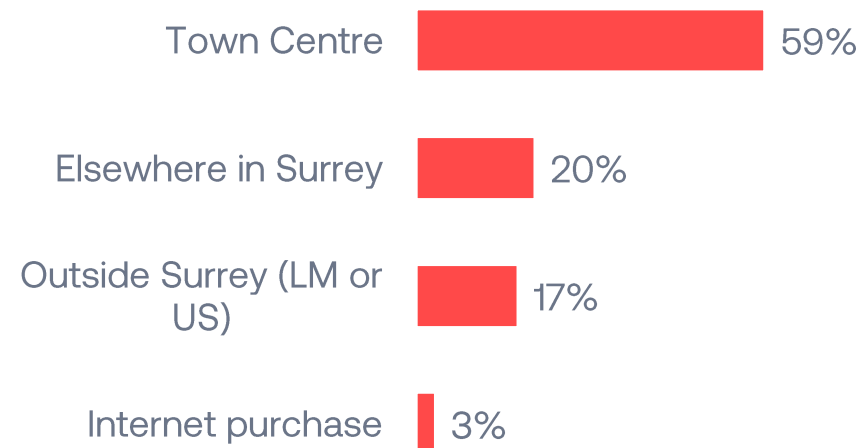 Town Centre 59%
Elsewhere in Surrey 20%
Outside Surrey (LM or
US) 17%
Internet purchase 3%